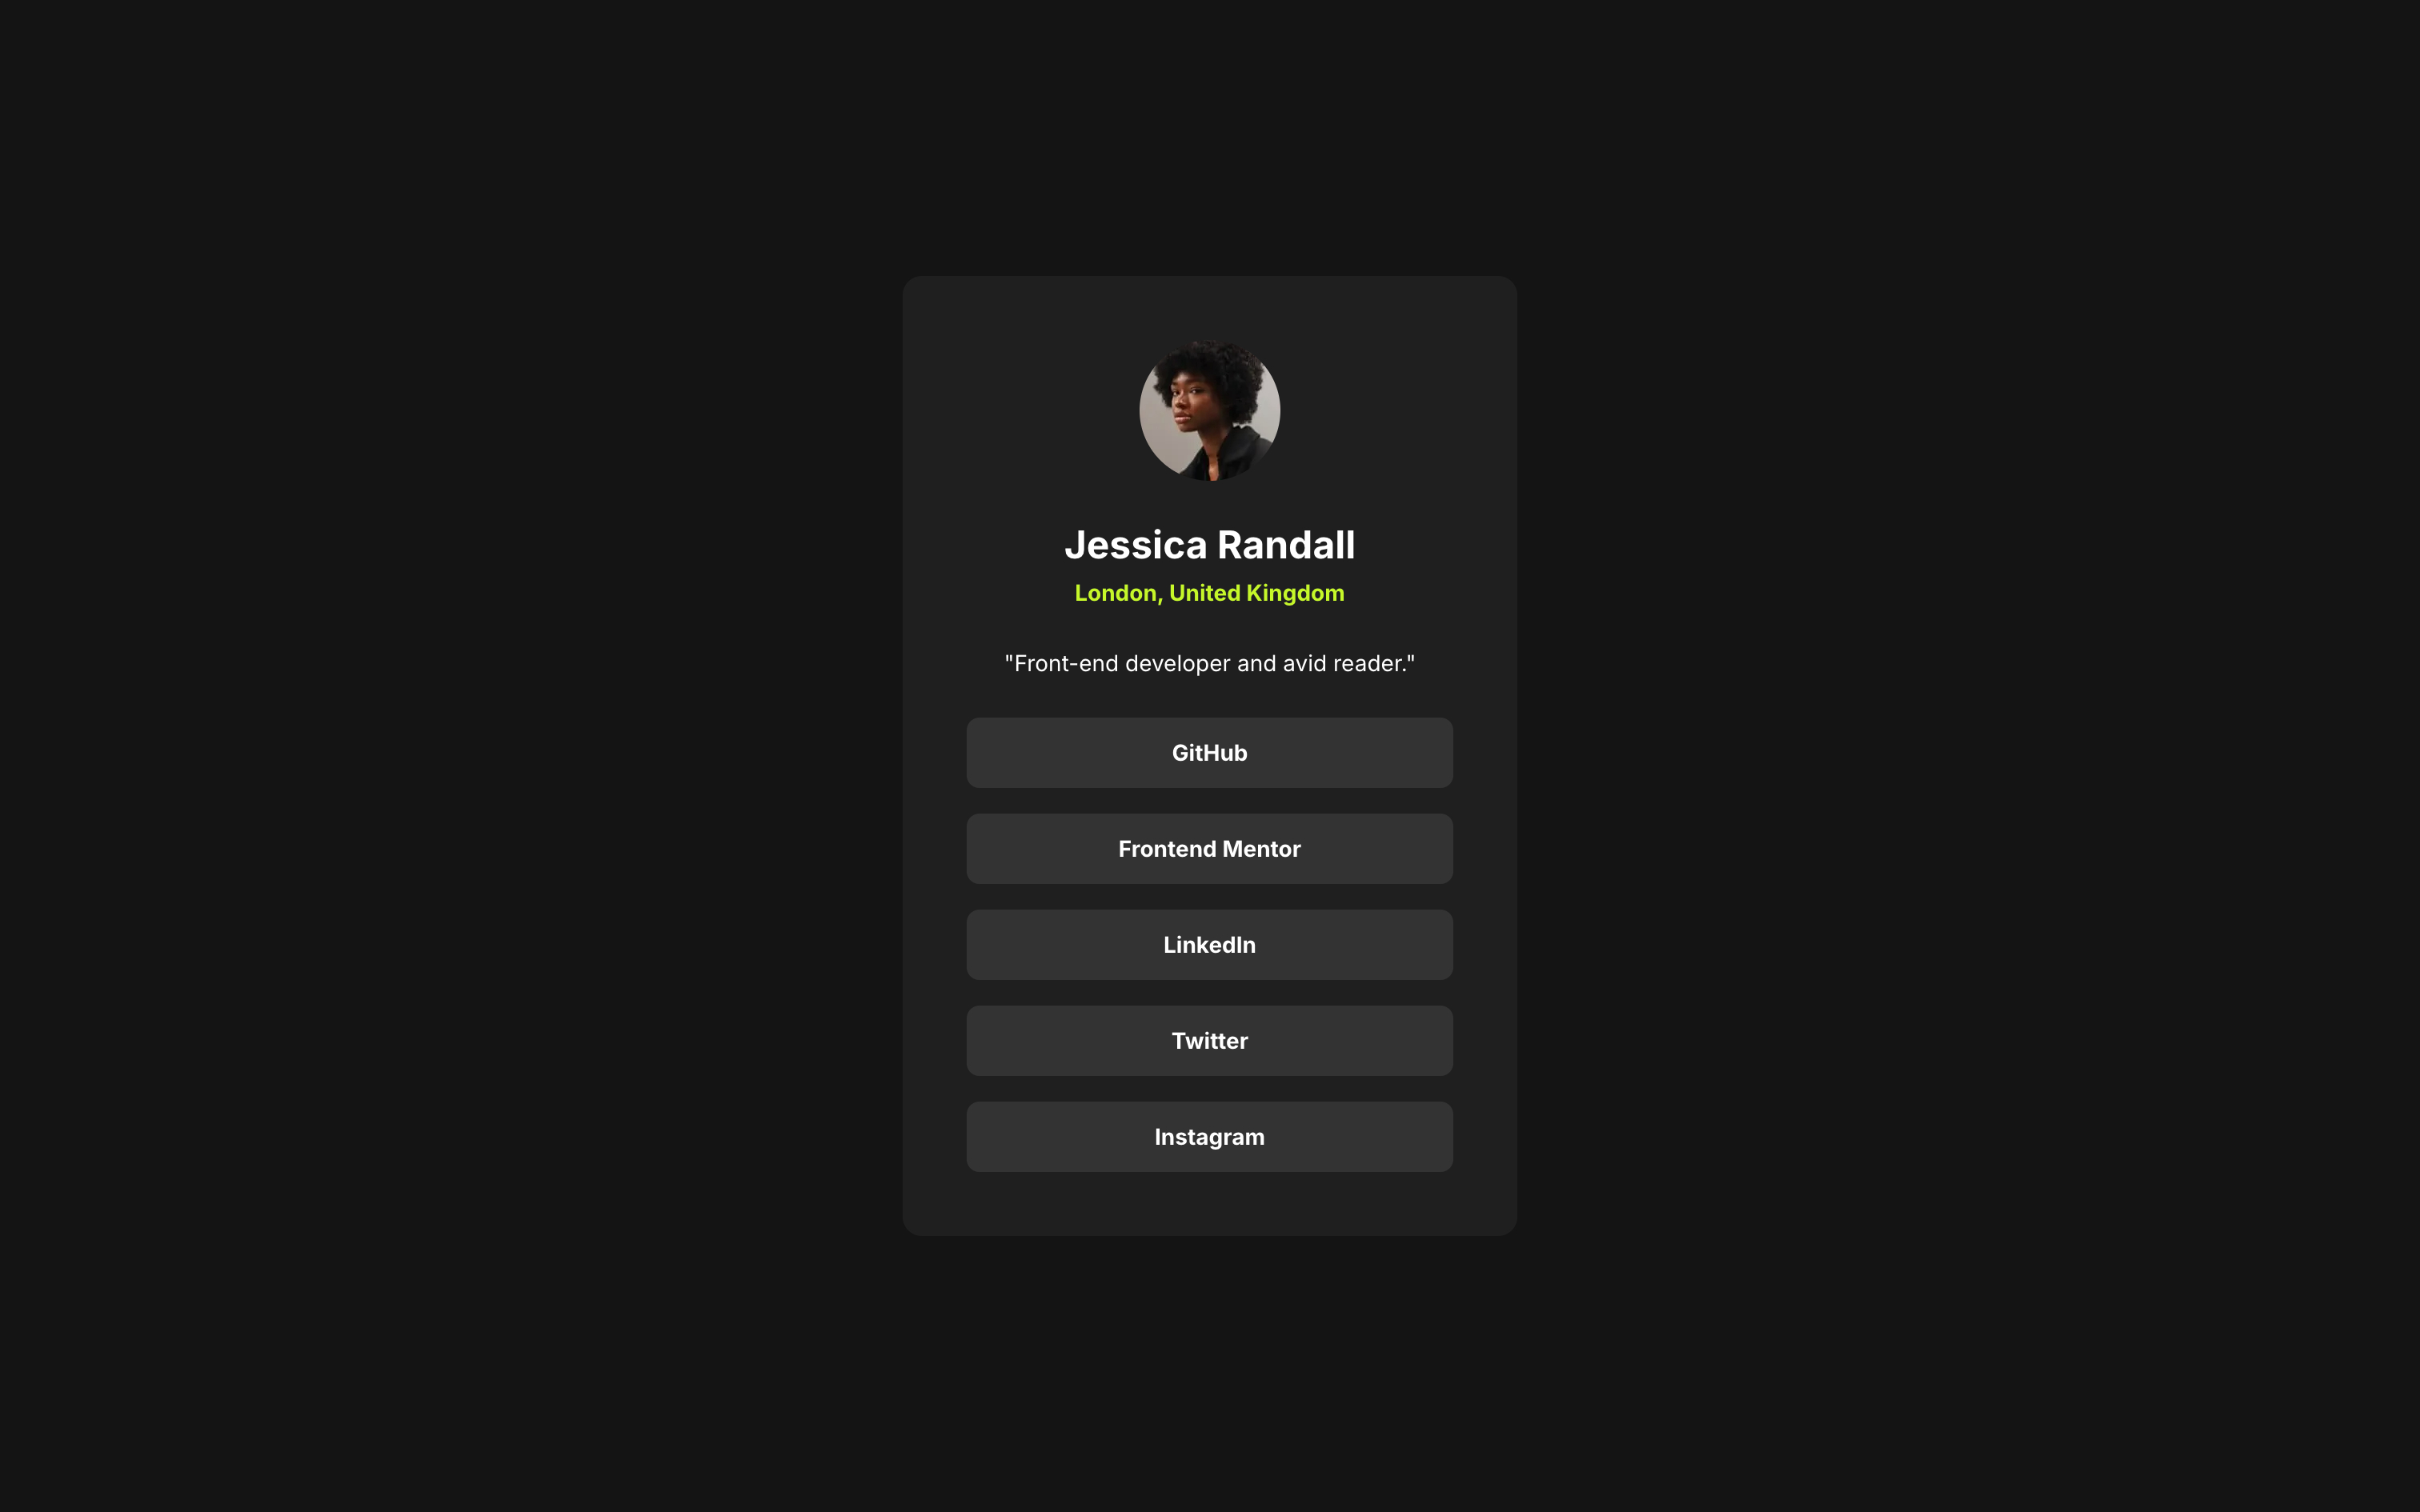 Jessica Randall
London, United Kingdom
"Front-end developer and avid reader."
GitHub
Frontend Mentor
LinkedIn
Twitter
Instagram